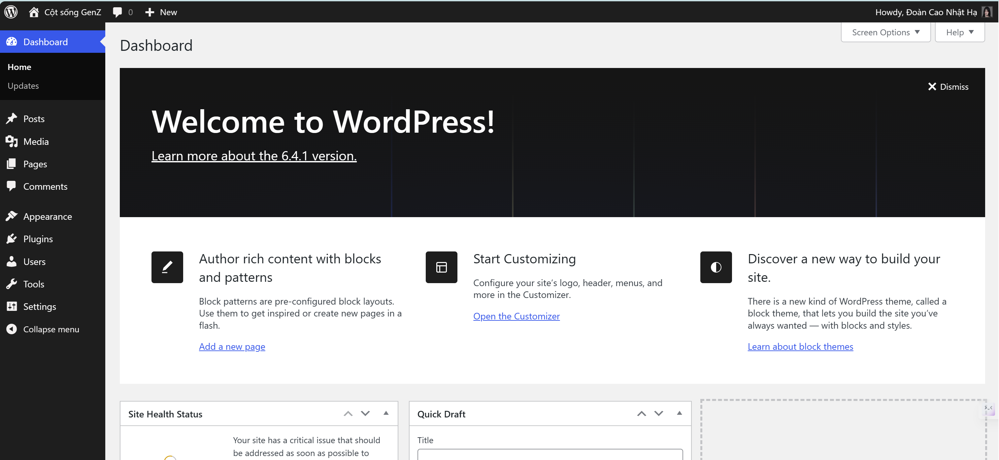 Cột sống GenZ
0
New
Howdy, Đoàn Cao Nhật Hạ
Dashboard
Home
Updates
Posts
Media
Pages
Comments
Appearance
Plugins
Users
Tools
Settings
Collapse menu
Screen Options
Help
Dashboard
Dismiss
Welcome to WordPress!
Learn more about the 6.4.1 version.
Author rich content with blocks
and patterns
Block patterns are pre-configured block layouts.
Use them to get inspired or create new pages in a
flash.
Add a new page
Start Customizing
Configure your site’s logo, header, menus, and
more in the Customizer.
Open the Customizer
Discover a new way to build your
site.
There is a new kind of WordPress theme, called a
block theme, that lets you build the site you’ve
always wanted — with blocks and styles.
Learn about block themes
Site Health Status
Your site has a critical issue that should
be addressed as soon as possible to
Quick Draft
Title